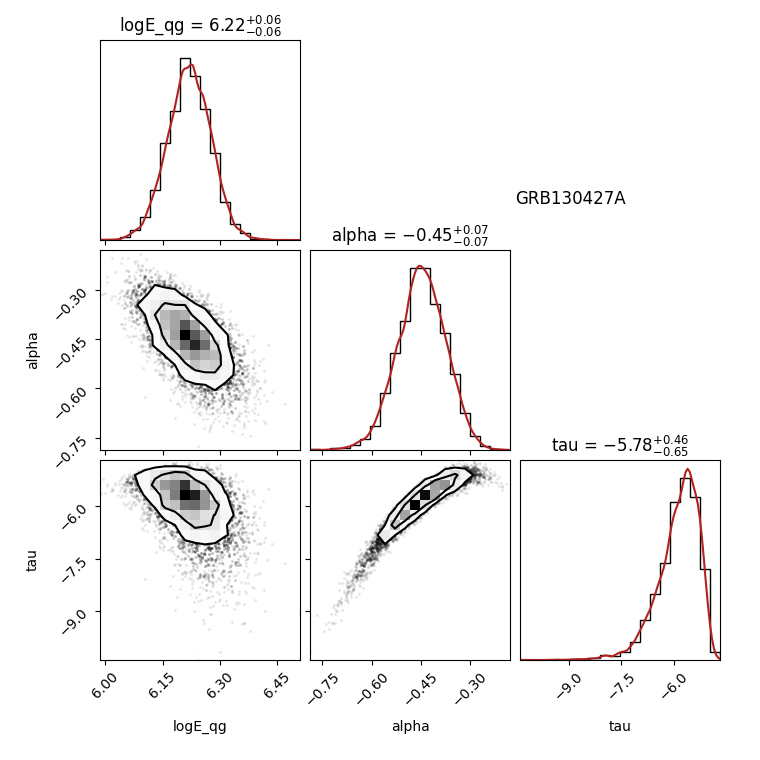 logE_qg = 6.22+0.06−0.06
GRB130427A
alpha = −0.45+0.07−0.07
−0.30
−0.45
−0.60
−0.75
alpha
tau = −5.78+0.46−0.65
−6.0
−7.5
−9.0
tau
6.00 6.15 6.30 6.45
−0.75 −0.60 −0.45 −0.30
−9.0 −7.5 −6.0
logE_qg alpha tau